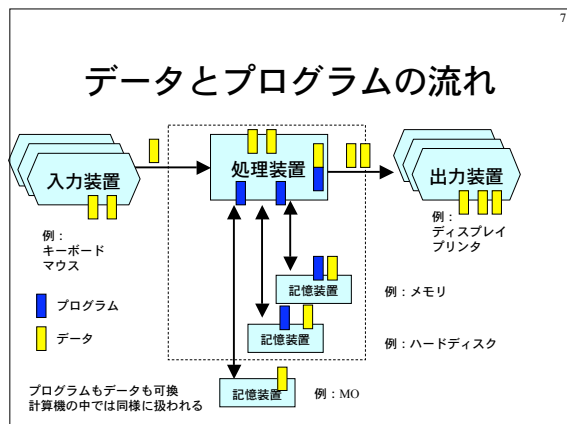 7
データとプログラムの流れ
入力装置
処理装置
出力装置
例：
キーボード
マウス
例：
ディスプレイ
プリンタ
記憶装置
例：メモリ
プログラム
データ
記憶装置
例：ハードディスク
プログラムもデータも可換
計算機の中では同様に扱われる
記憶装置
例：MO